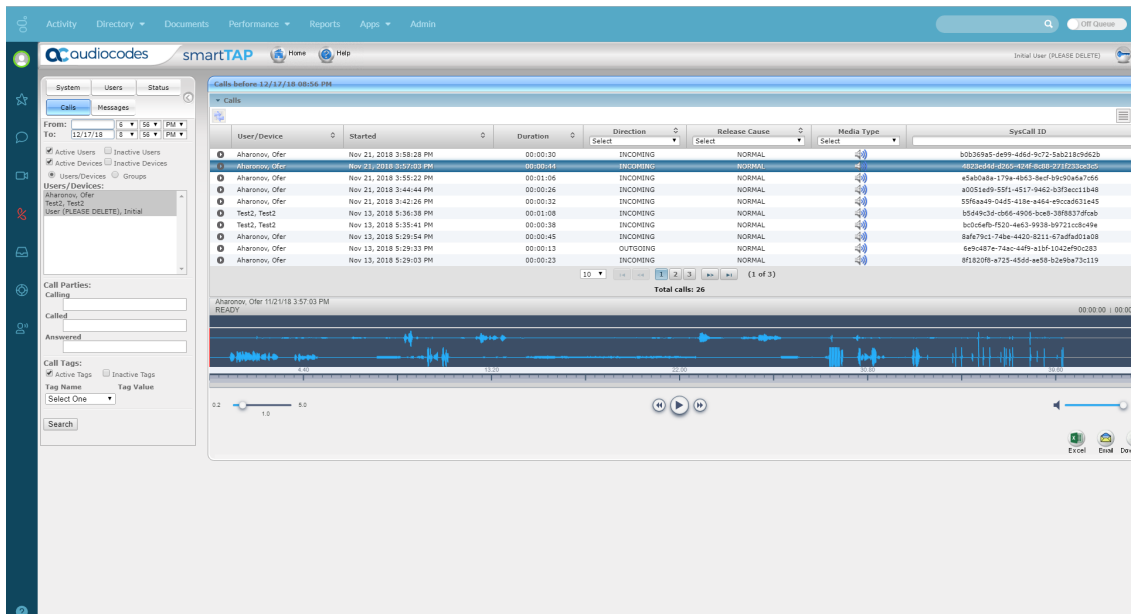 Activity Directory Documents Performance Reports Apps Admin Off Queue
audiocodes smartTAP Home Help Initial User (PLEASE DELETE)
System Users Status
Calls Messages
From: 6 56 PM
To: 12/17/18 8 56 PM
Active Users Inactive Users
Active Devices Inactive Devices
Users/Devices Groups
Users/Devices:
Aharonov, Ofer
Test2, Test2
User (PLEASE DELETE), Initial
Call Parties:
Calling
Called
Answered
Call Tags:
Active Tags Inactive Tags
Tag Name Tag Value
Select One
Search
Calls before 12/17/18 08:56 PM
Calls
User/Device Started Duration Direction Release Cause Media Type SysCall ID
Select Select Select
Aharonov, Ofer Nov 21, 2018 3:58:28 PM 00:00:30 INCOMING NORMAL b0b369a5-de99-4d6d-9c72-5ab218c9d62b
Aharonov, Ofer Nov 21, 2018 3:57:03 PM 00:00:44 INCOMING NORMAL
Aharonov, Ofer Nov 21, 2018 3:55:22 PM 00:01:06 INCOMING NORMAL e5ab0a8a-179a-4b63-8ecf-b9c90a6a7c66
Aharonov, Ofer Nov 21, 2018 3:44:44 PM 00:00:26 INCOMING NORMAL a0051ed9-55f1-4517-9462-b3f3ecc11b48
Aharonov, Ofer Nov 21, 2018 3:42:26 PM 00:00:32 INCOMING NORMAL 55f6aa49-04d5-418e-a464-e9ccad631e45
Test2, Test2 Nov 13, 2018 5:36:38 PM 00:01:08 INCOMING NORMAL b5d49c3d-cb66-4906-bce8-38f8837dfcab
Test2, Test2 Nov 13, 2018 5:35:41 PM 00:00:38 INCOMING NORMAL bc0c6efb-f520-4e63-9938-b9721cc8c49e
Aharonov, Ofer Nov 13, 2018 5:29:54 PM 00:00:45 INCOMING NORMAL 8afe79c1-74be-4420-8211-67adfad01a08
Aharonov, Ofer Nov 13, 2018 5:29:33 PM 00:00:13 OUTGOING NORMAL 6e9c487e-74ac-44f9-a1bf-1042ef90c283
Aharonov, Ofer Nov 13, 2018 5:29:03 PM 00:00:23 INCOMING NORMAL 8f1820f8-a725-45dd-ae58-b2e9ba73c119
10 1 2 3 (1 of 3)
Total calls: 26
Aharonov, Ofer 11/21/18 3:57:03 PM
READY 00:00:00 | 00:00
4.40 13.20 22.00 30.80 39.60
0.2 5.0
1.0
Excel Email